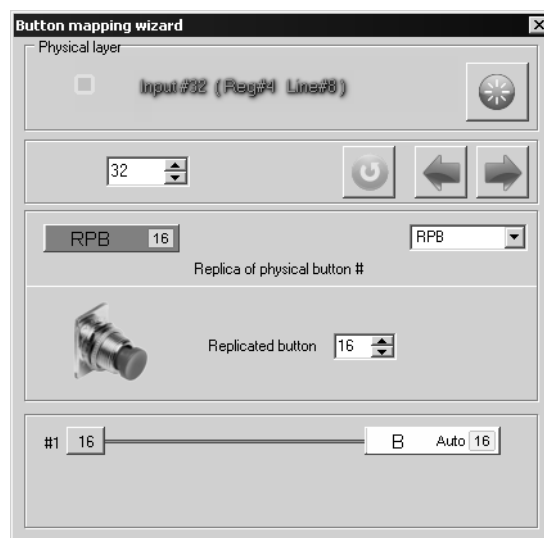 Button mapping wizard
Physical layer
Input #32 (Reg#4 Line#8)
32
RPB 16
RPB
Replica of physical button #
Replicated button 16
#1 16 B Auto 16